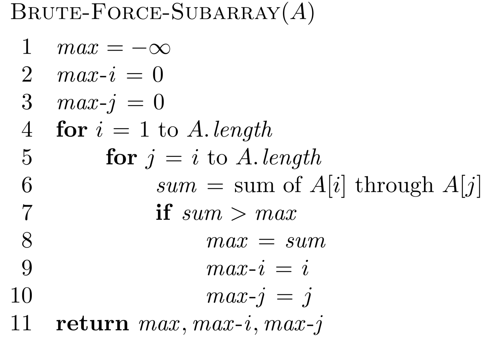 BRUTE-FORCE-SUBARRAY(A)
1 max = −∞
2 max-i = 0
3 max-j = 0
4 for i = 1 to A.length
5 for j = i to A.length
6 sum = sum of A[i] through A[j]
7 if sum > max
8 max = sum
9 max-i = i
10 max-j = j
11 return max, max-i, max-j